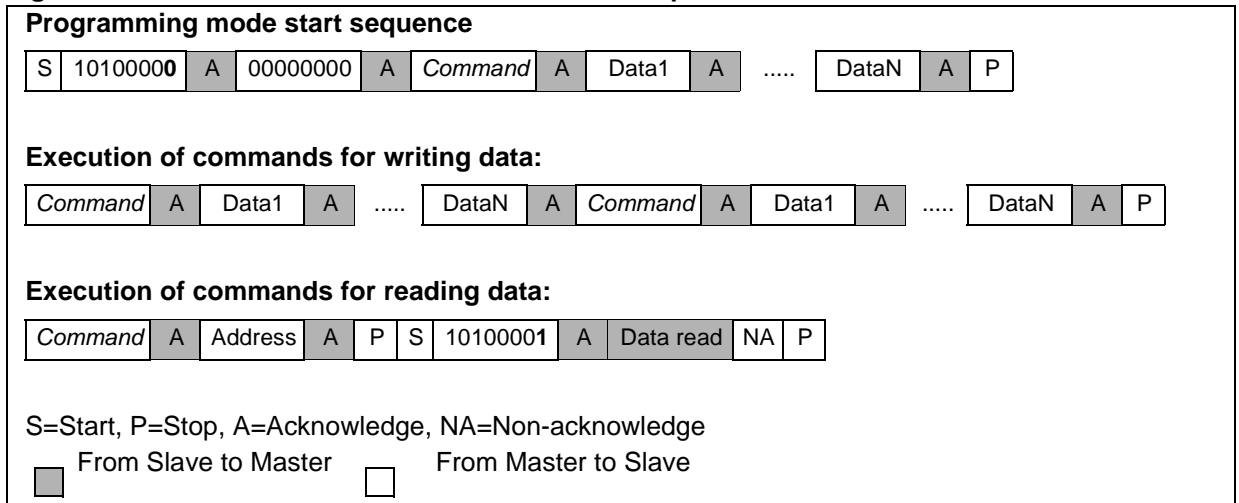 Programming mode start sequence
S 10100000 A 00000000 A Command A Data1 A ..... DataN A P
Execution of commands for writing data:
Command A Data1 A ..... DataN A Command A Data1 A ..... DataN A P
Execution of commands for reading data:
Command A Address A P S 10100001 A Data read NA P
S=Start, P=Stop, A=Acknowledge, NA=Non-acknowledge
From Slave to Master From Master to Slave